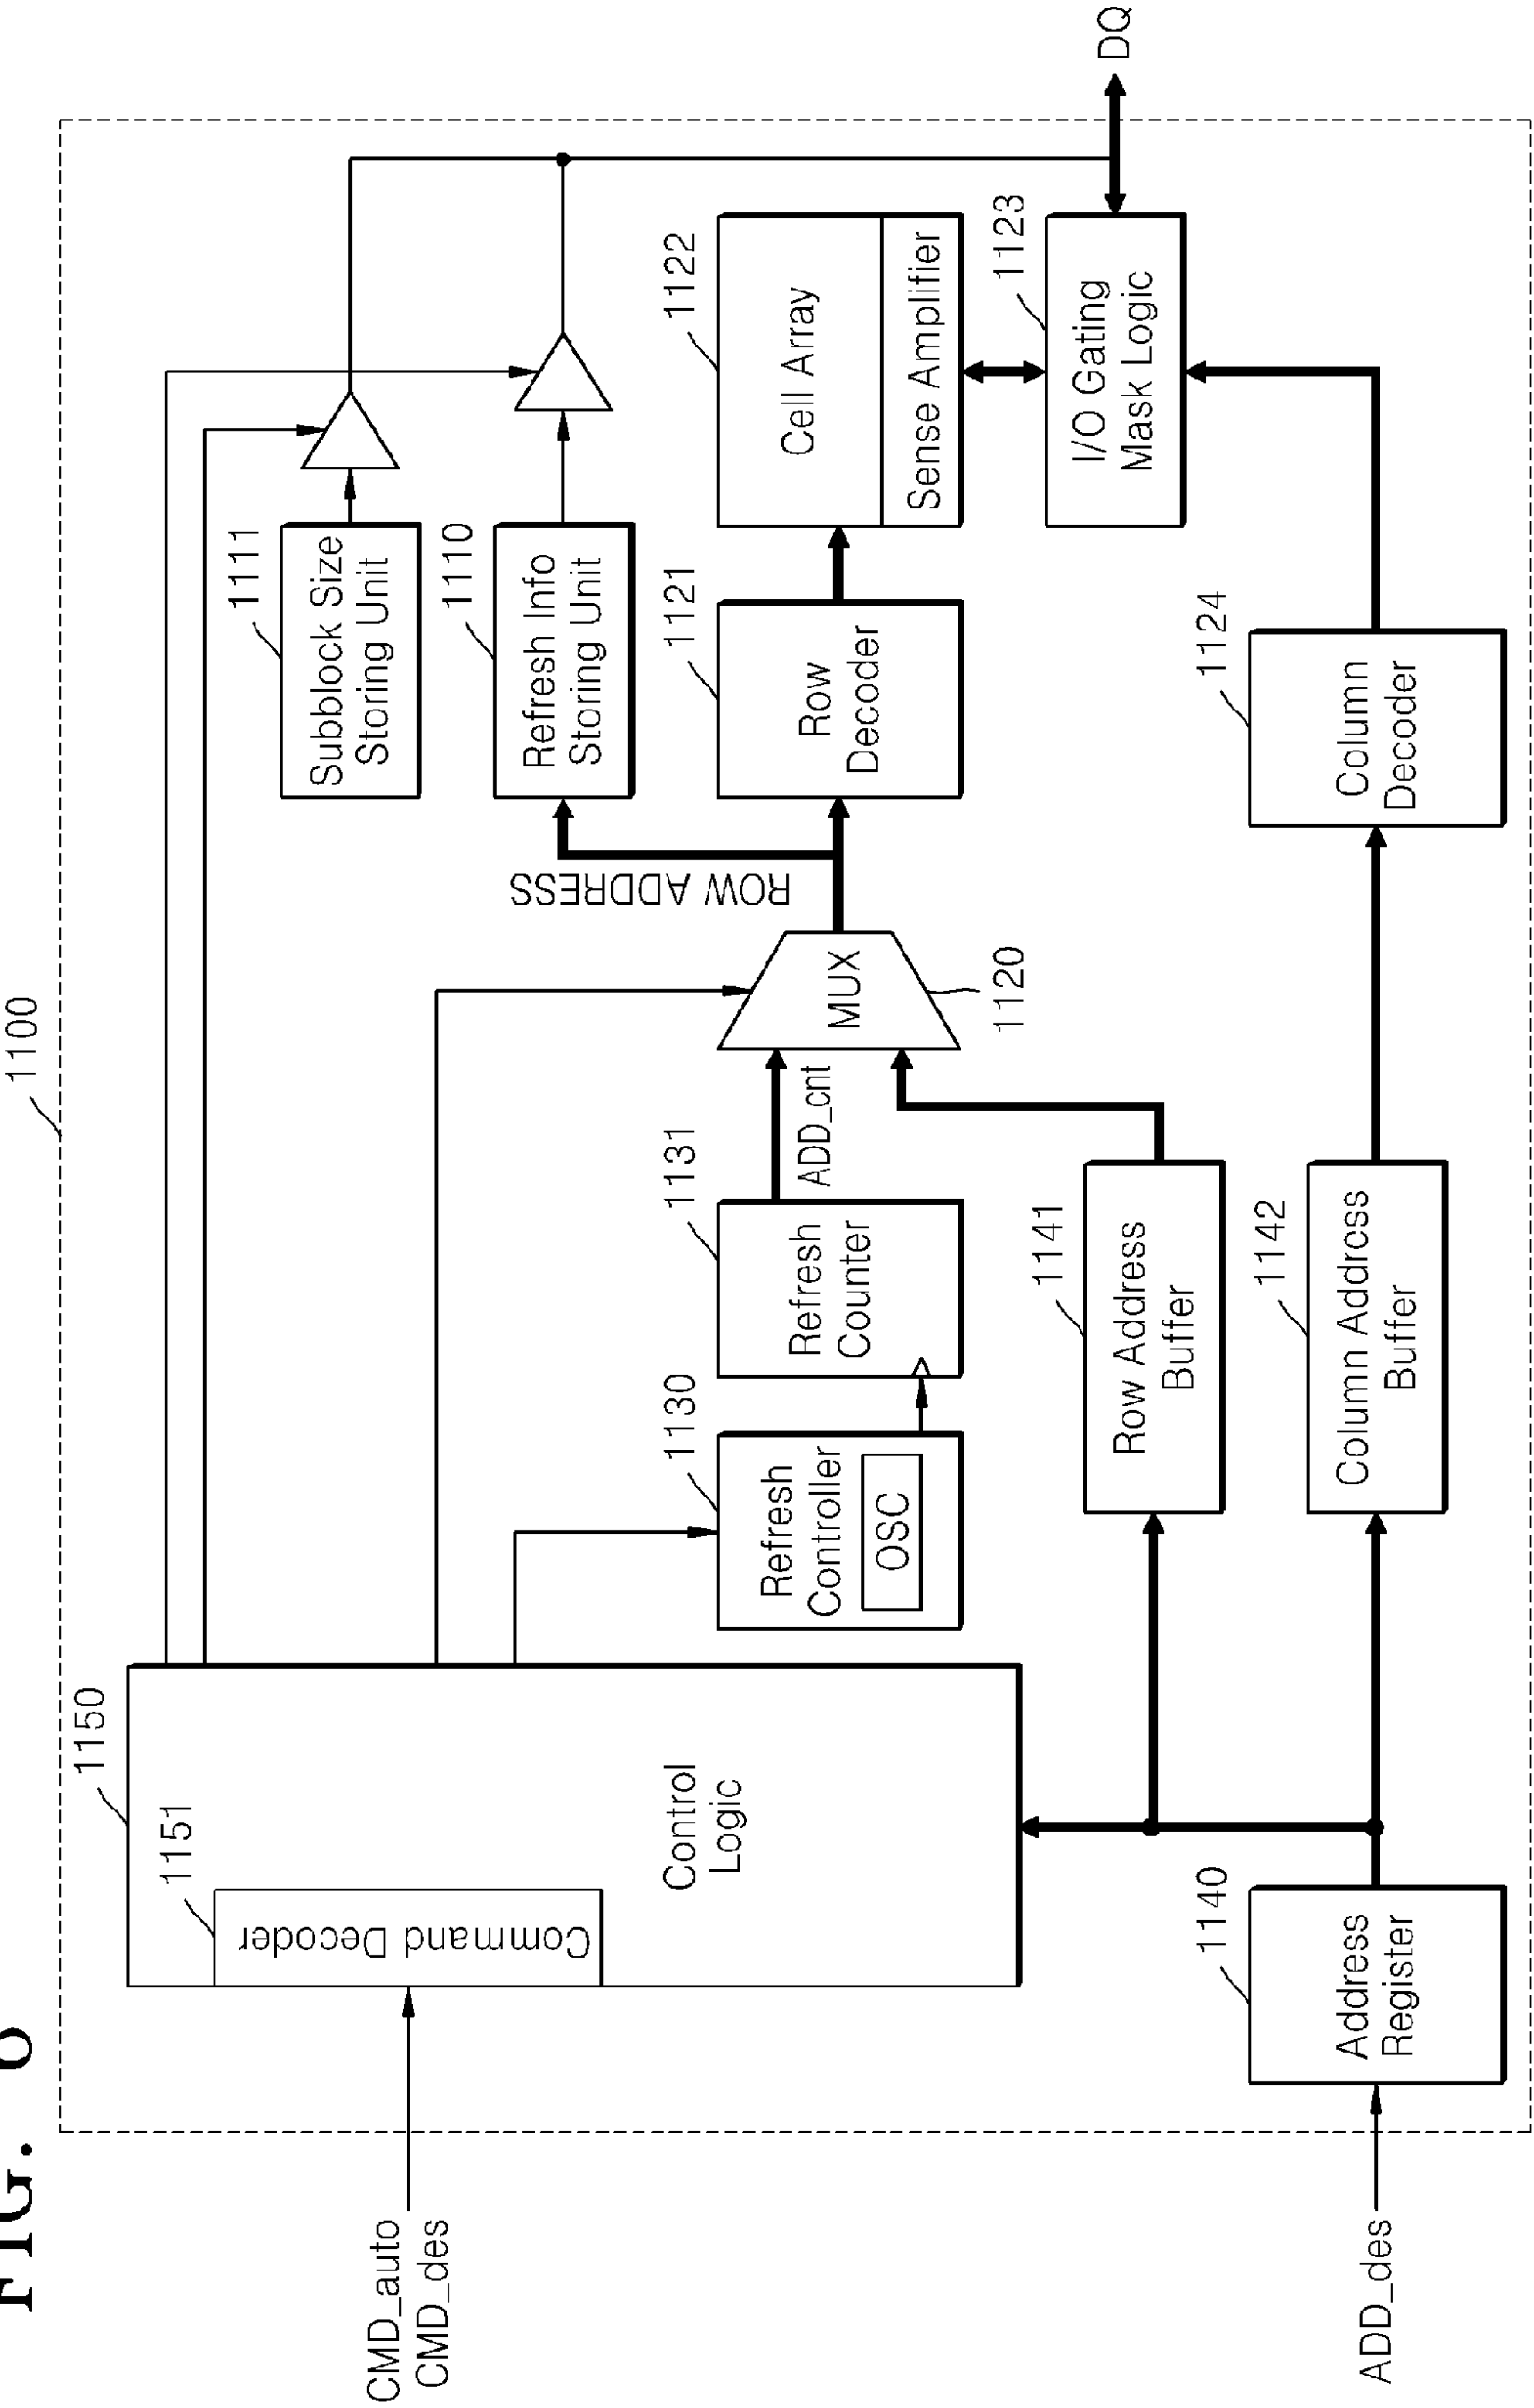 FIG.
1100
CMD_auto
CMD_des
1150
1151
Command Decoder
Control
Logic
1111
Subblock Size
Storing Unit
1110
Refresh Info
Storing Unit
ROW ADDRESS
1130
Refresh
Controller
OSC
1131
Refresh
Counter
ADD_cnt
MUX
1120
1121
Row
Decoder
1122
Cell Array
Sense Amplifier
1123
I/O Gating
Mask Logic
DQ
1141
Row Address
Buffer
ADD_des
1140
Address
Register
1142
Column Address
Buffer
1124
Column
Decoder